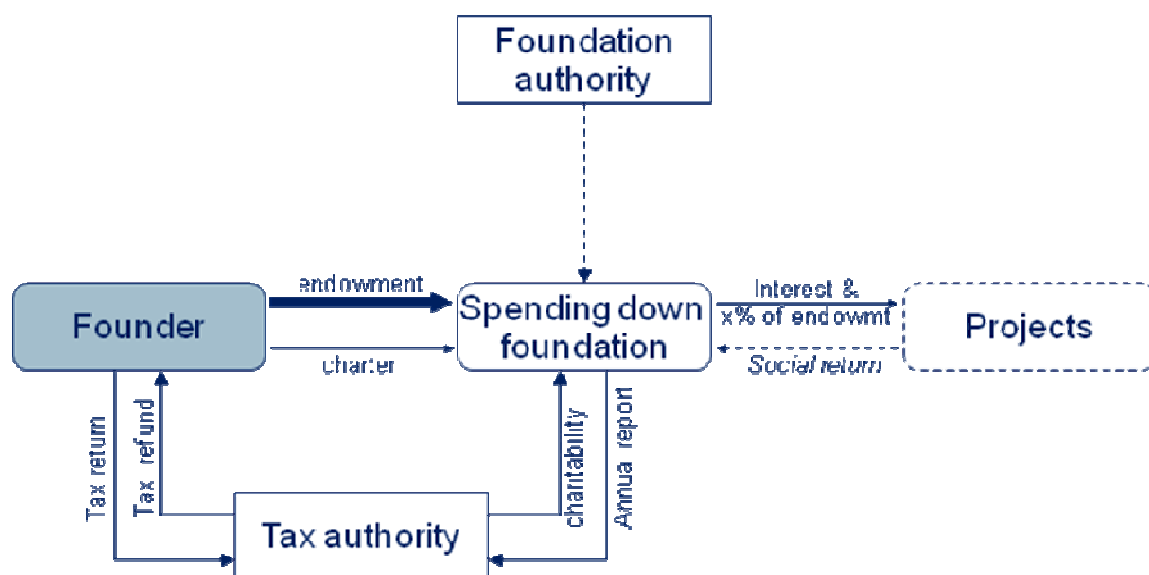 Foundation
authority
endowment
Founder
charter
Spending down
foundation
Interest &
x% of endowmt
Projects
Social return
Tax return
Tax refund
charitability
Annual report
Tax authority